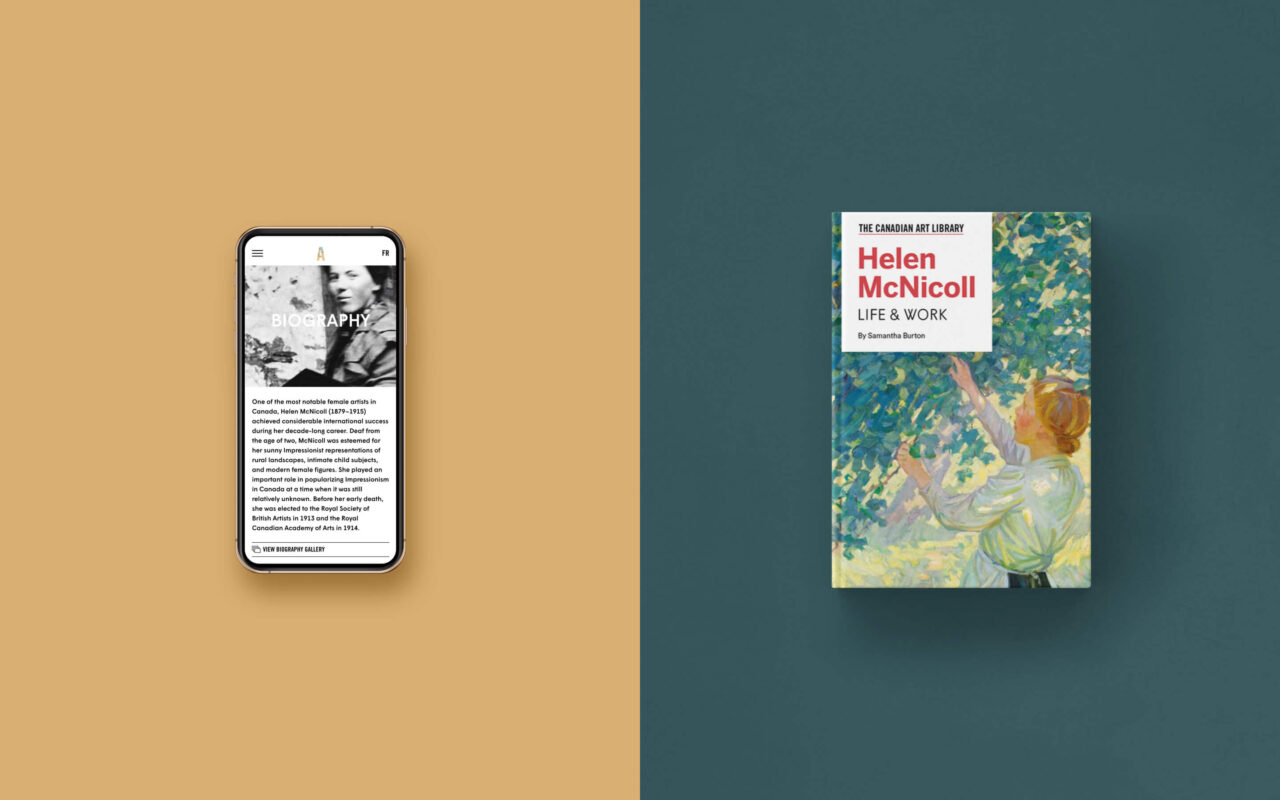 A
FR
BIOGRAPHY
One of the most notable female artists in
Canada, Helen McNicoll (1879–1915)
achieved considerable international success
during her decade-long career. Deaf from
the age of two, McNicoll was esteemed for
her sunny Impressionist representations of
rural landscapes, intimate child subjects,
and modern female figures. She played an
important role in popularizing Impressionism
in Canada at a time when it was still
relatively unknown. Before her early death,
she was elected to the Royal Society of
British Artists in 1913 and the Royal
Canadian Academy of Arts in 1914.
VIEW BIOGRAPHY GALLERY
THE CANADIAN ART LIBRARY
Helen
McNicoll
LIFE & WORK
By Samantha Burton